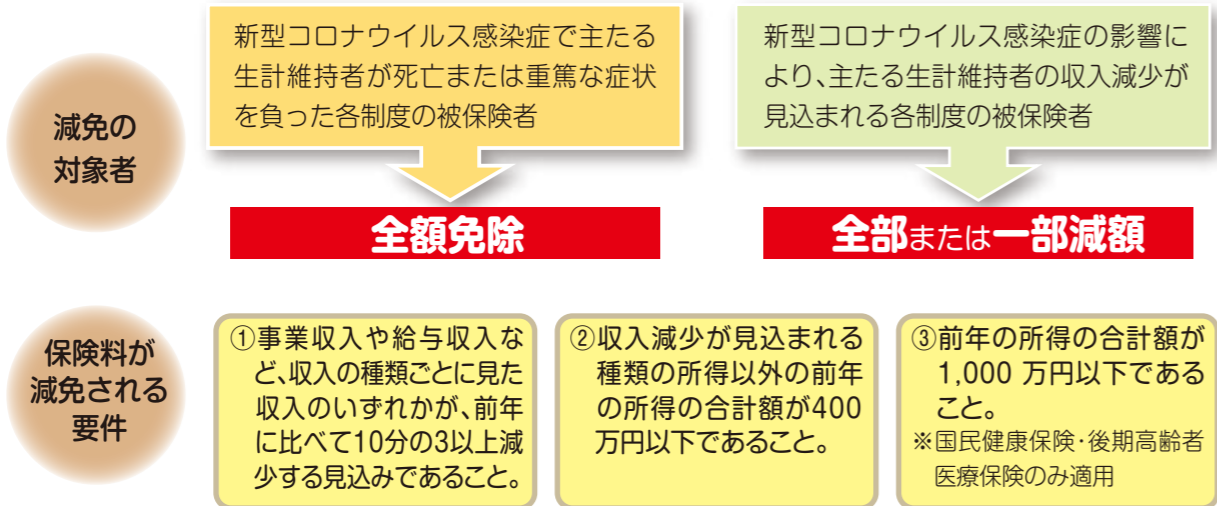 減免の
対象者
新型コロナウイルス感染症で主たる
生計維持者が死亡または重篤な症状
を負った各制度の被保険者
全額免除
新型コロナウイルス感染症の影響に
より、主たる生計維持者の収入減少が
見込まれる各制度の被保険者
全部または一部減額
保険料が
減免される
要件
①事業収入や給与収入な
ど、収入の種類ごとに見た
収入のいずれかが、前年
に比べて10分の3以上減
少する見込みであること。
②収入減少が見込まれる
種類の所得以外の前年
の所得の合計額が400
万円以下であること。
③前年の所得の合計額が
1,000 万円以下である
こと。
※国民健康保険・後期高齢者
医療保険のみ適用